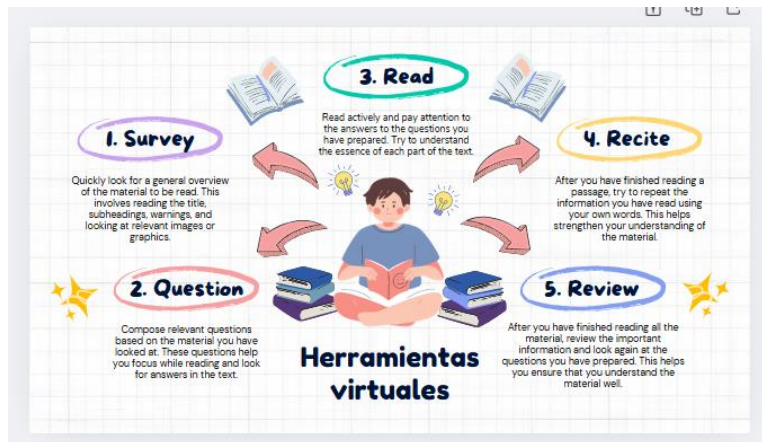 1. Survey
Quickly look for a general overview
of the material to be read. This
involves reading the title,
subheadings, warnings, and
looking at relevant images or
graphics.
2. Question
Compose relevant questions
based on the material you have
looked at. These questions help
you focus while reading and look
for answers in the text.
3. Read
Read actively and pay attention to
the answers to the questions you
have prepared. Try to understand
the essence of each part of the text.
4. Recite
After you have finished reading a
passage, try to repeat the
information you have read using
your own words. This helps
strengthen your understanding of
the material.
5. Review
After you have finished reading all the
material, review the important
information and look again at the
questions you have prepared. This helps
you ensure that you understand the
material well.
Herramientas
virtuales